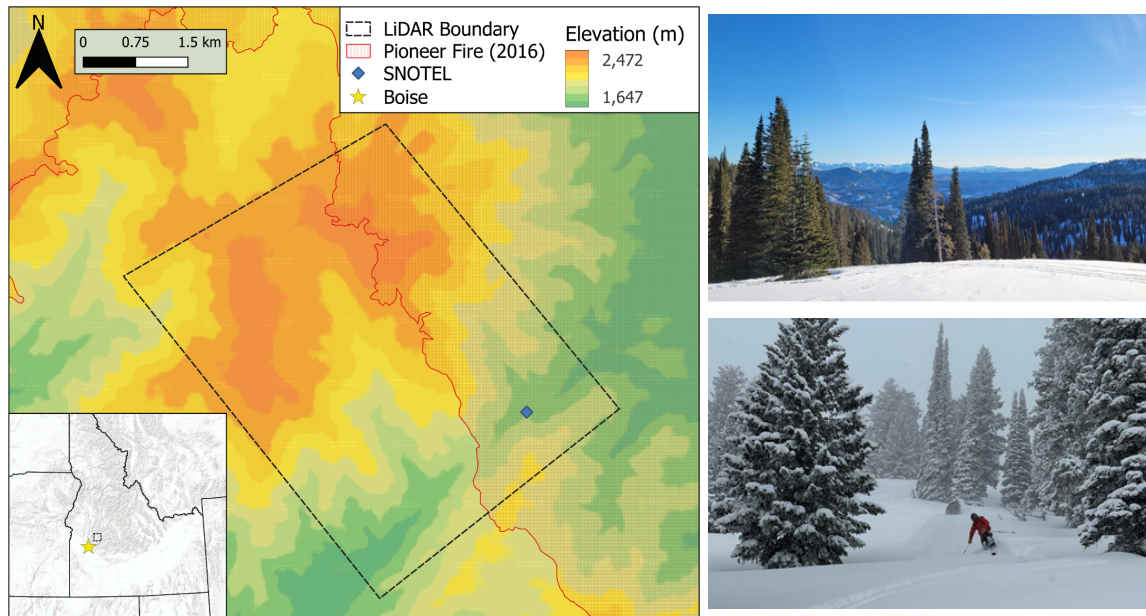 N
0 0.75 1.5 km
LiDAR Boundary
Pioneer Fire (2016)
SNOTEL
Boise
Elevation (m)
2,472
1,647